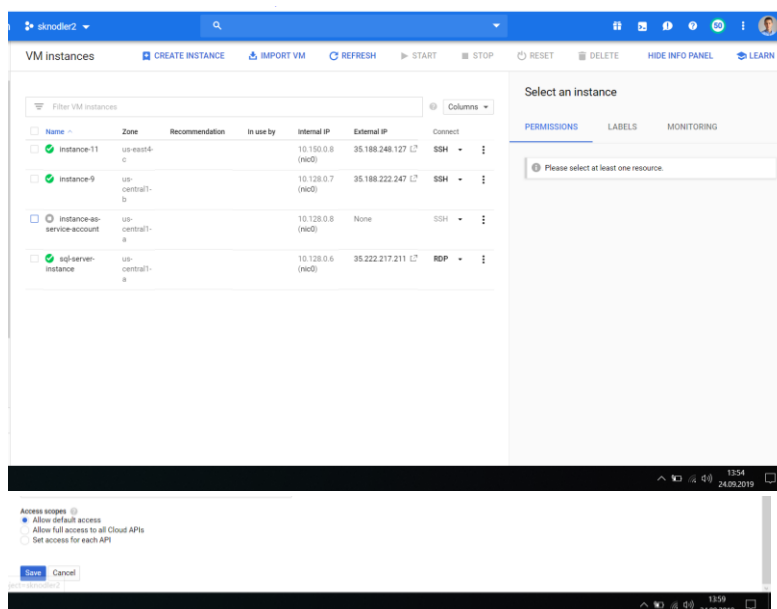 sknodler2
50
VM instances CREATE INSTANCE IMPORT VM REFRESH START STOP RESET DELETE HIDE INFO PANEL LEARN
Filter VM instances Columns
Name Zone Recommendation In use by Internal IP External IP Connect
instance-11 us-east4- 10.150.0.8 35.188.248.127 SSH
c (nic0)
instance-9 us- 10.128.0.7 35.188.222.247 SSH
central1- (nic0)
b
instance-as- us- 10.128.0.8 None SSH
service-account central1- (nic0)
a
sql-server- us- 10.128.0.6 35.222.217.211 RDP
instance central1- (nic0)
a
Select an instance
PERMISSIONS LABELS MONITORING
Please select at least one resource.
13:54
24.09.2019
Access scopes
Allow default access
Allow full access to all Cloud APIs
Set access for each API
Save Cancel
13:59